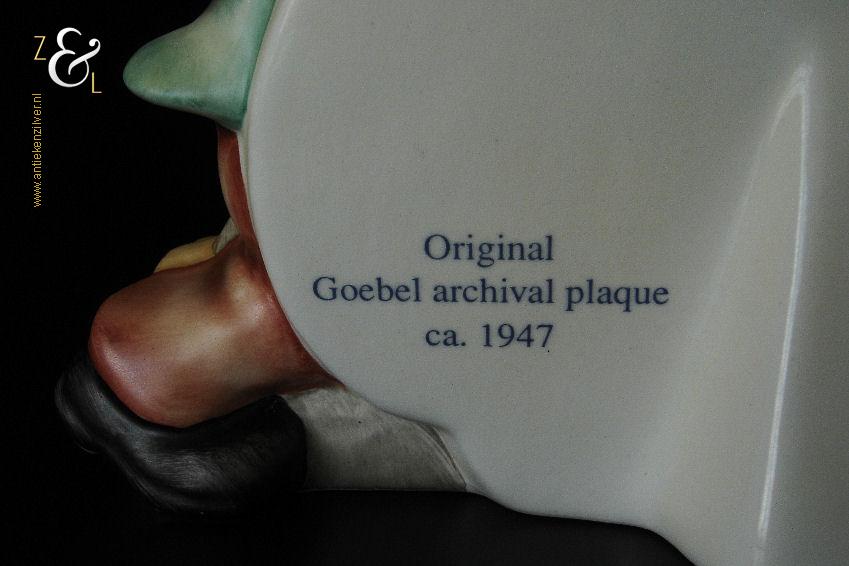 Z & L
www.antiekenzilver.nl
Original
Goebel archival plaque
ca. 1947